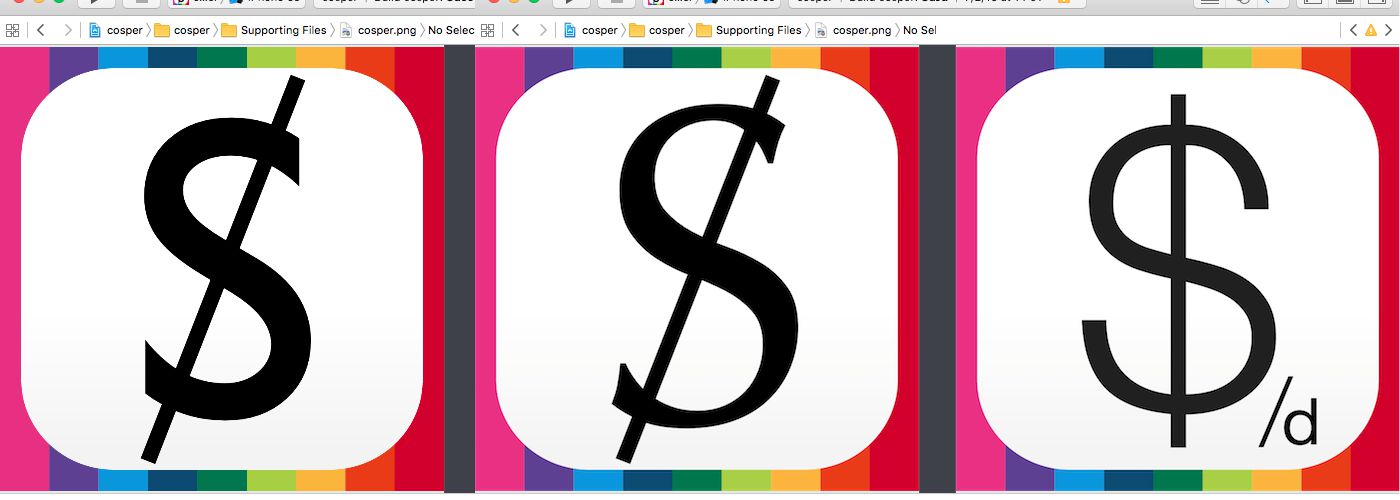 cosper cosper Supporting Files cosper.png No Selec
cosper cosper Supporting Files cosper.png No Sel
$
$
$/d